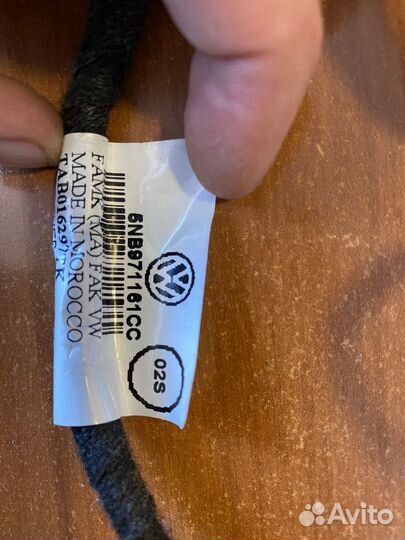 5NB971161CC
02S
FAMK (MA) FAK VW
MADE IN MOROCCO
Avito